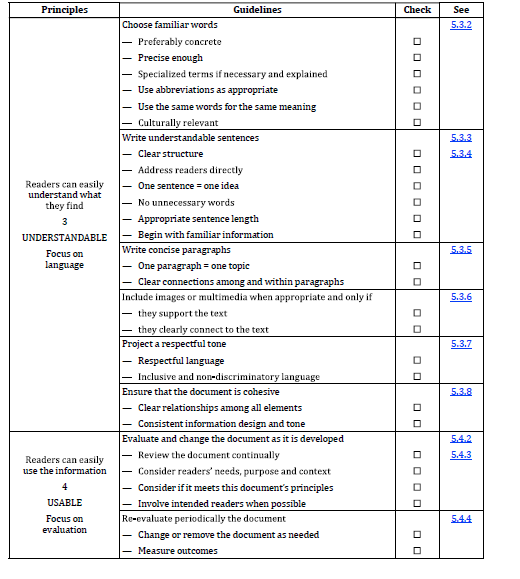 Principles Guidelines Check See
Choose familiar words 5.3.2
— Preferably concrete ☐
— Precise enough ☐
— Specialized terms if necessary and explained ☐
— Use abbreviations as appropriate ☐
— Use the same words for the same meaning ☐
— Culturally relevant ☐
Write understandable sentences 5.3.3
— Clear structure ☐ 5.3.4
— Address readers directly ☐
— One sentence = one idea ☐
— No unnecessary words ☐
— Appropriate sentence length ☐
— Begin with familiar information ☐
Readers can easily
understand what
they find
3
UNDERSTANDABLE
Focus on
language
Write concise paragraphs 5.3.5
— One paragraph = one topic ☐
— Clear connections among and within paragraphs ☐
Include images or multimedia when appropriate and only if 5.3.6
— they support the text ☐
— they clearly connect to the text ☐
Project a respectful tone 5.3.7
— Respectful language ☐
— Inclusive and non-discriminatory language ☐
Ensure that the document is cohesive 5.3.8
— Clear relationships among all elements ☐
— Consistent information design and tone ☐
Readers can easily
use the information
4
USABLE
Focus on
evaluation
Evaluate and change the document as it is developed 5.4.2
— Review the document continually ☐ 5.4.3
— Consider readers' needs, purpose and context ☐
— Consider if it meets this document's principles ☐
— Involve intended readers when possible ☐
Re-evaluate periodically the document 5.4.4
— Change or remove the document as needed ☐
— Measure outcomes ☐